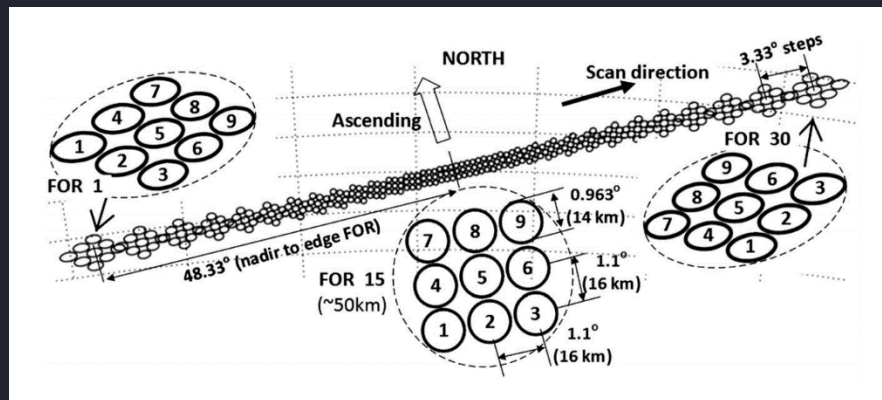 NORTH
3.33° steps
Scan direction
Ascending
7
8
4
9
5
1
6
2
3
FOR 1
FOR 30
9
6
3
8
5
2
7
4
1
48.33° (nadir to edge FOR)
0.963°
(14 km)
9
8
7
FOR 15
(~50km)
6
5
4
1.1°
(16 km)
3
2
1
1.1°
(16 km)